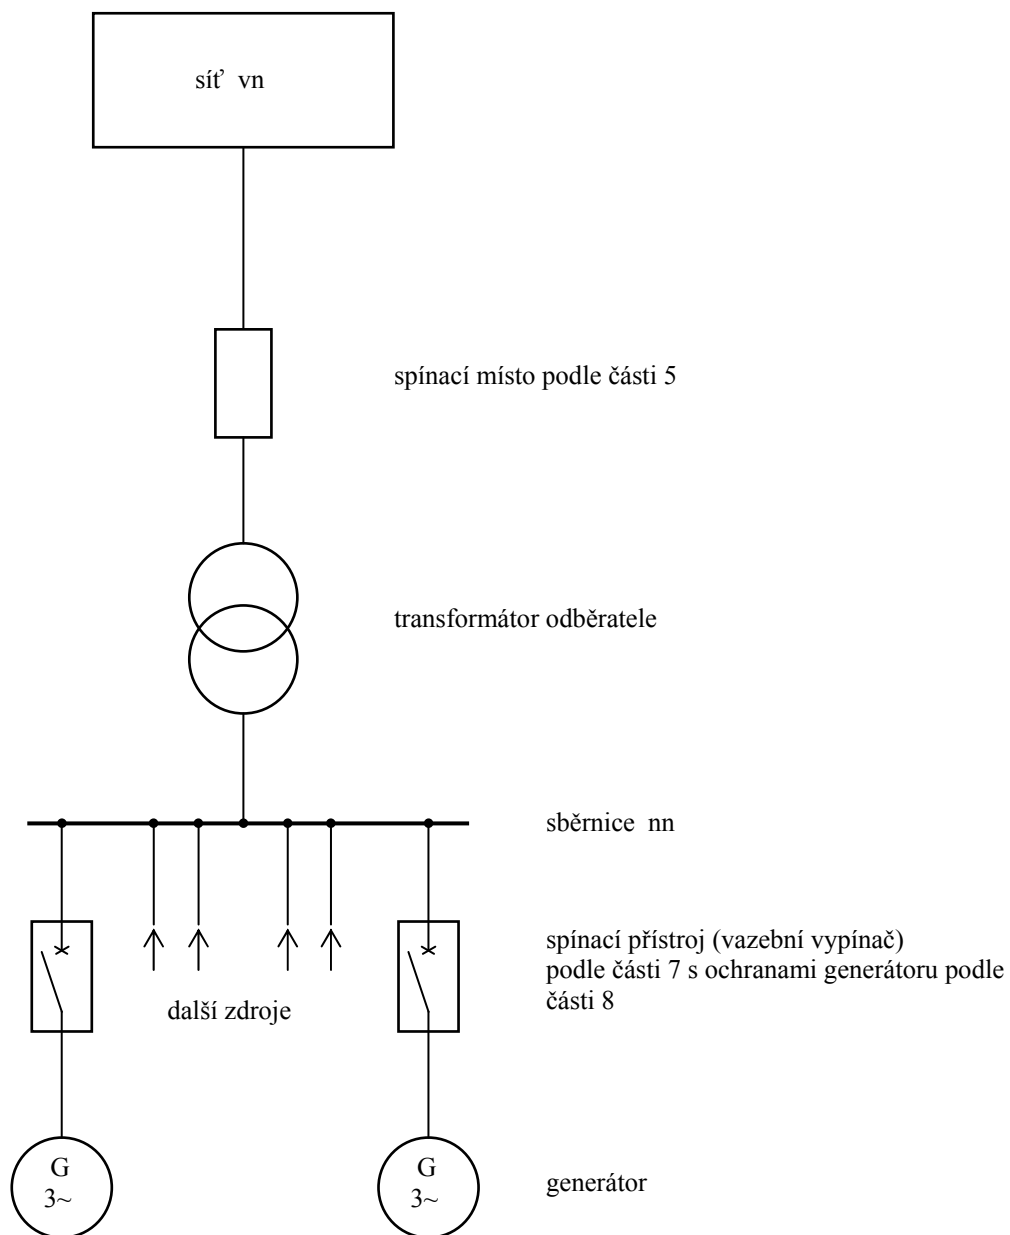 síť vn
spínací místo podle části 5
transformátor odběratele
sběrnice nn
spínací přístroj (vazební vypínač)
podle části 7 s ochranami generátoru podle
části 8
další zdroje
G
3~
G
3~
generátor